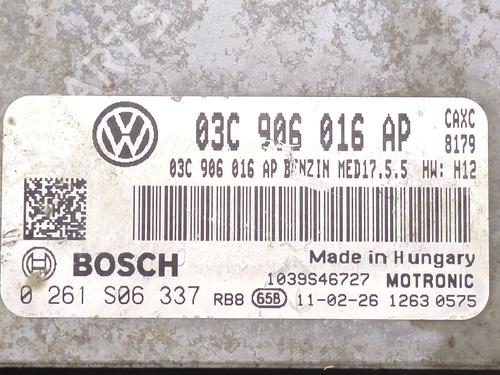 03C 906 016 AP CAXC
8179
03C 906 016 AP BENZIN MED17.5.5 HW: H12
BOSCH Made in Hungary
1039S46727 MOTRONIC
0 261 S06 337 RB8 658 11-02-26 1263 0575